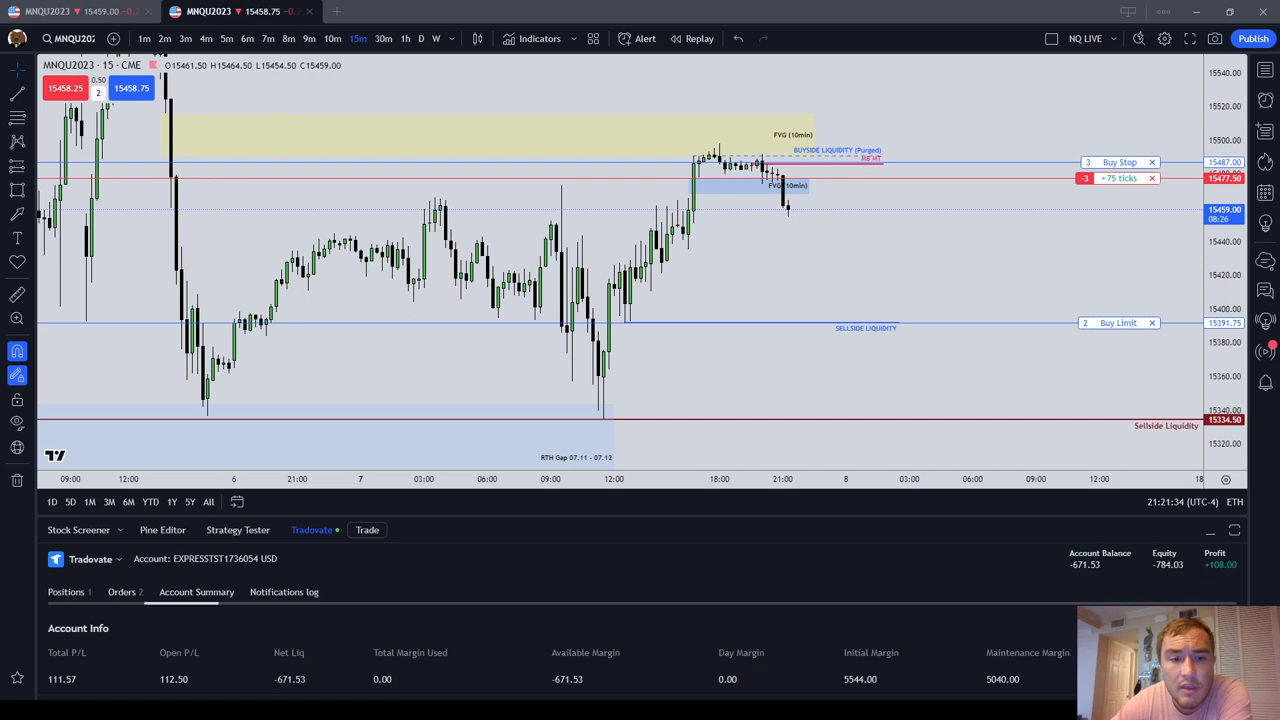 MNQU2023 ▼ 15459.00 −0.
MNQU2023 ▼ 15458.75 −0.
MNQU202
1m 2m 3m 4m 5m 6m 7m 8m 9m 10m 15m 30m 1h D W
Indicators
Alert
Replay
NQ LIVE
Publish
MNQU2023 · 15 · CME
O15461.50 H15464.50 L15454.50 C15459.00
15458.25
0.50
2
15458.75
15540.00
15520.00
15500.00
FVG (10min)
BUYSIDE LIQUIDITY (Purged)
MB MT
3 Buy Stop
15487.00
-3 +75 ticks
15477.50
FVG (10min)
15459.00
08:26
15440.00
15420.00
15400.00
SELLSIDE LIQUIDITY
2 Buy Limit
15391.75
15380.00
15360.00
15340.00
15334.50
Sellside Liquidity
15320.00
RTH Gap 07.11 - 07.12
09:00 12:00 6 21:00 7 03:00 06:00 09:00 12:00 18:00 21:00 8 03:00 09:00 12:00 18
1D 5D 1M 3M 6M YTD 1Y 5Y All
21:21:34 (UTC-4) ETH
Stock Screener
Pine Editor
Strategy Tester
Tradovate
Trade
Tradovate
Account: EXPRESSTST1736054 USD
Account Balance
-671.53
Equity
-784.03
Profit
+108.00
Positions 1
Orders 2
Account Summary
Notifications log
Account Info
Total P/L Open P/L Net Liq Total Margin Used Available Margin Day Margin Initial Margin Maintenance Margin
111.57 112.50 -671.53 0.00 -671.53 0.00 5544.00 5040.00